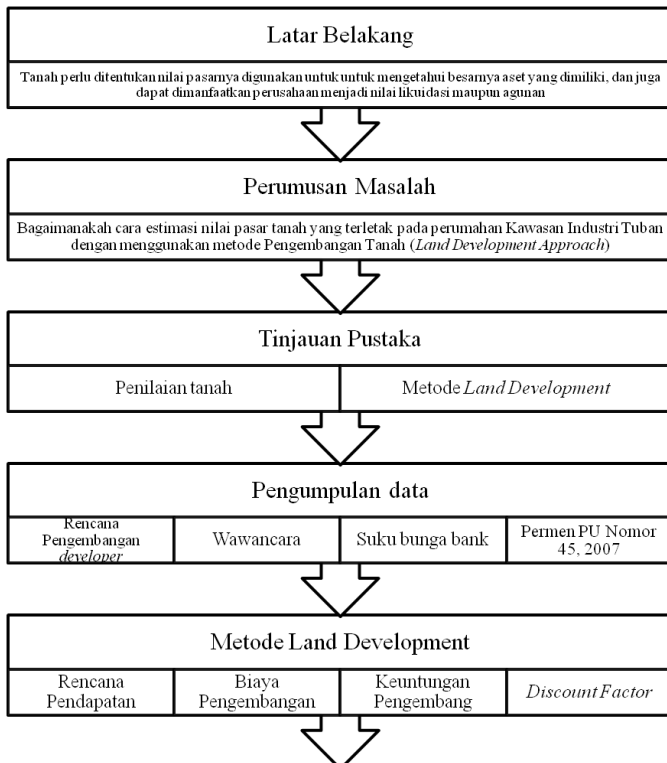 Latar Belakang
Tanah perlu ditentukan nilai pasarnya digunakan untuk untuk mengetahui besarnya aset yang dimiliki, dan juga
dapat dimanfaatkan perusahaan menjadi nilai likuidasi maupun agunan
Perumusan Masalah
Bagaimanakah cara estimasi nilai pasar tanah yang terletak pada perumahan Kawasan Industri Tuban
dengan menggunakan metode Pengembangan Tanah (Land Development Approach)
Tinjauan Pustaka
Penilaian tanah
Metode Land Development
Pengumpulan data
Rencana
Pengembangan
developer
Wawancara
Suku bunga bank
Permen PU Nomor
45, 2007
Metode Land Development
Rencana
Pendapatan
Biaya
Pengembangan
Keuntungan
Pengembang
Discount Factor